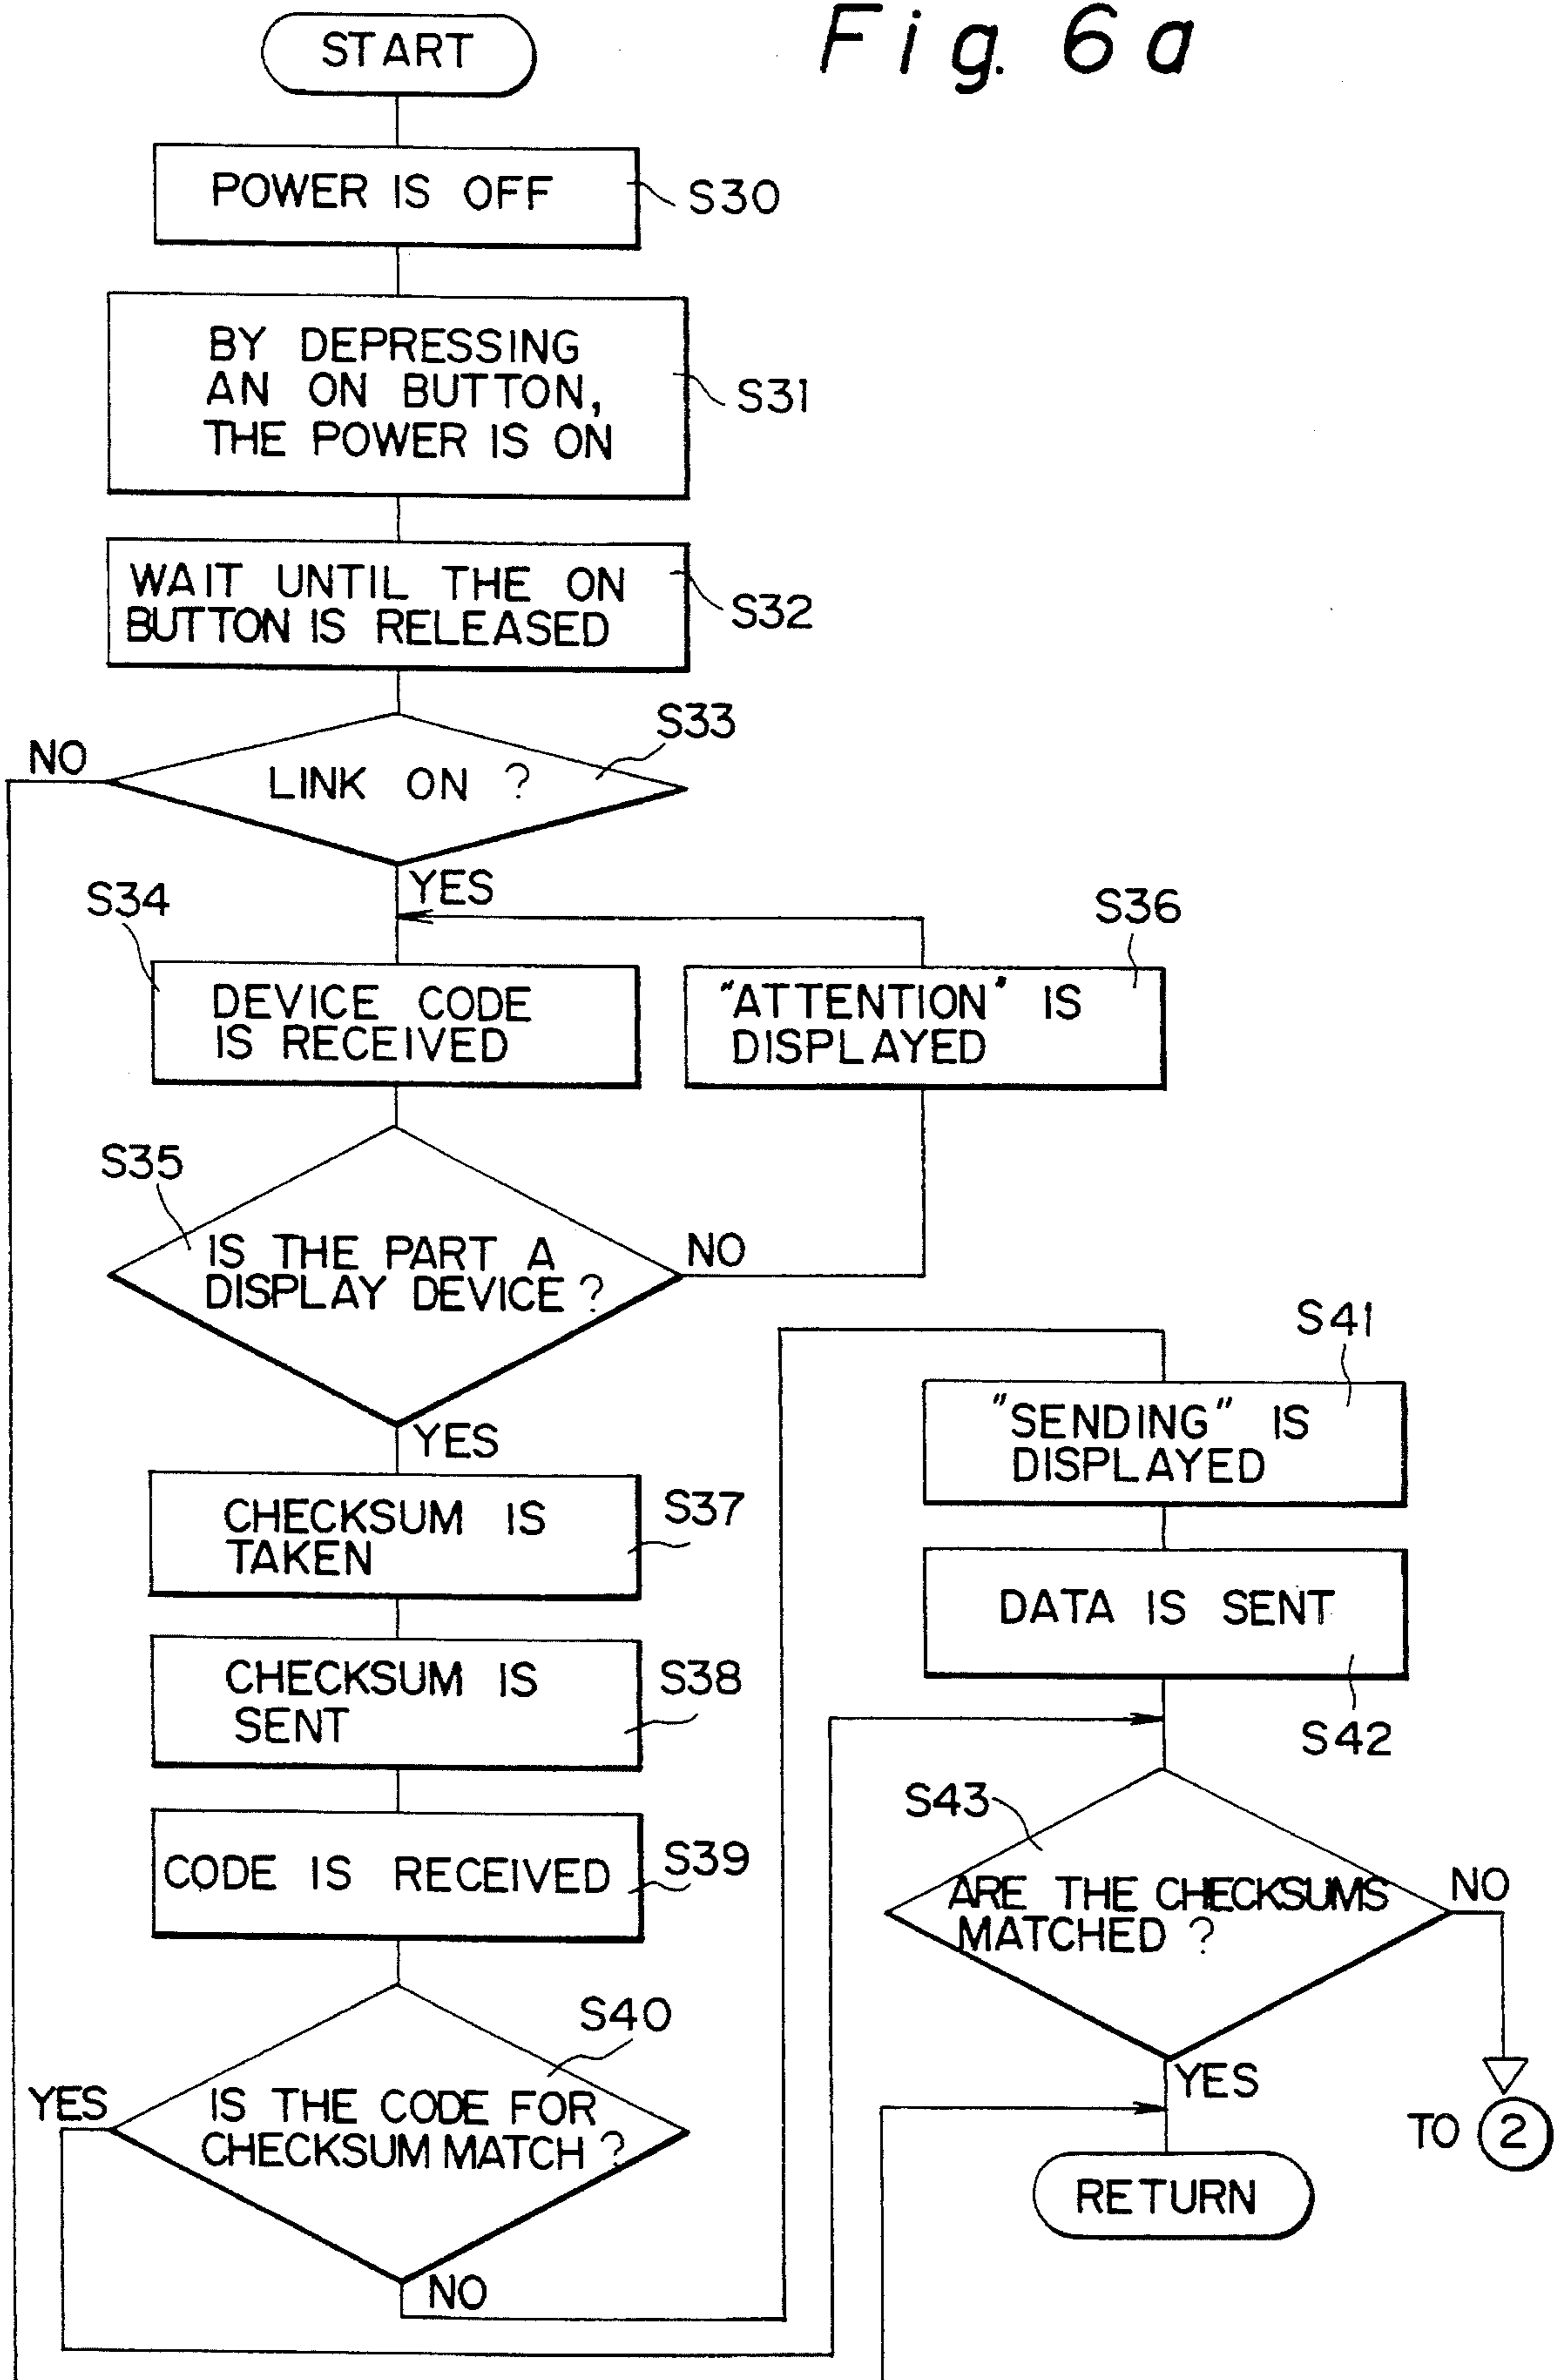 Fig. 6a
START
POWER IS OFF
S30
BY DEPRESSING
AN ON BUTTON,
THE POWER IS ON
S31
WAIT UNTIL THE ON
BUTTON IS RELEASED
S32
S33
NO
LINK ON ?
YES
S34
DEVICE CODE
IS RECEIVED
S36
"ATTENTION" IS
DISPLAYED
S35
IS THE PART A
DISPLAY DEVICE ?
NO
YES
CHECKSUM IS
TAKEN
S37
CHECKSUM IS
SENT
S38
CODE IS RECEIVED
S39
S40
YES
IS THE CODE FOR
CHECKSUM MATCH ?
NO
S41
"SENDING" IS
DISPLAYED
DATA IS SENT
S42
S43
ARE THE CHECKSUMS
MATCHED ?
NO
YES
TO 2
RETURN